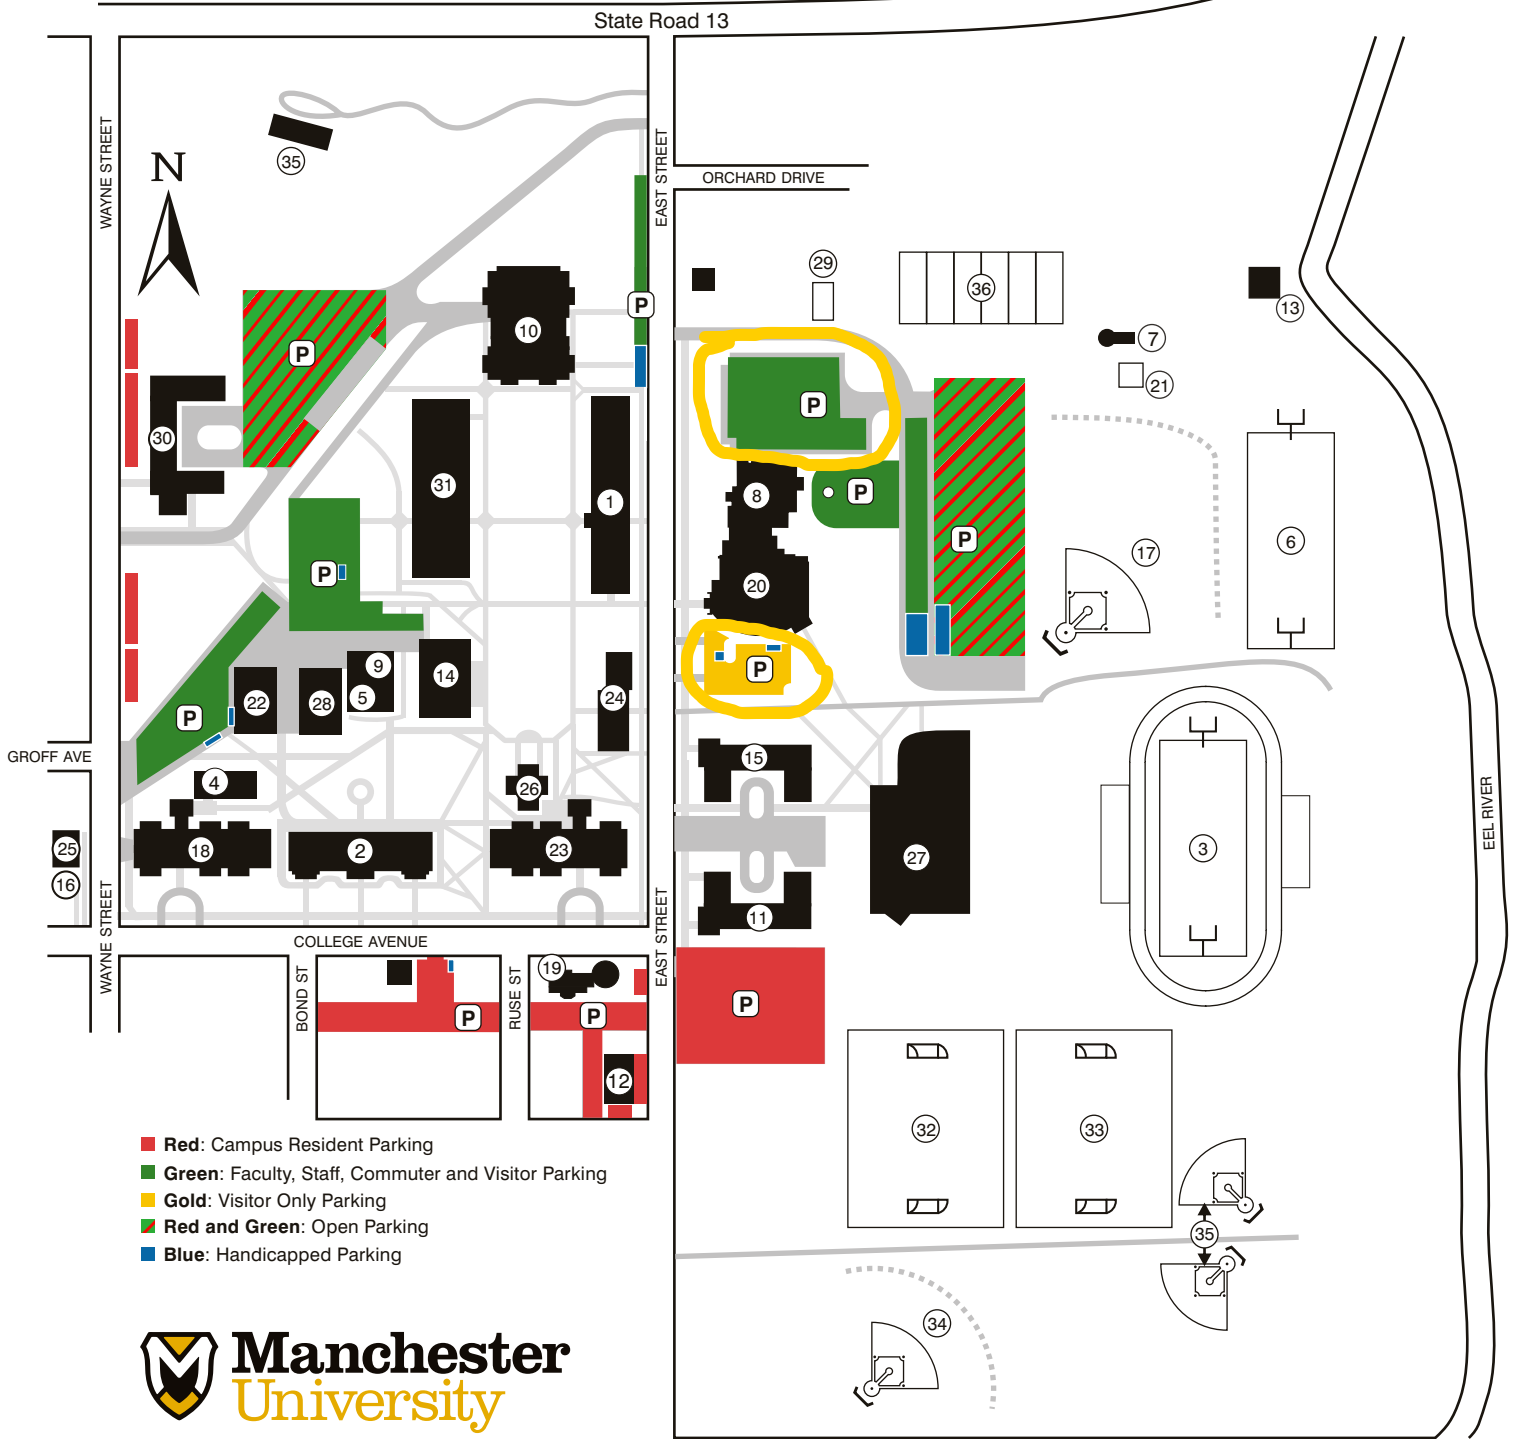 State Road 13
WAYNE STREET
EAST STREET
N
35
ORCHARD DRIVE
29
36
13
7
21
P
10
P
P
30
31
1
8
P
P
20
17
6
P
P
22
28
9
5
14
24
P
GROFF AVE
4
26
15
18
2
23
27
3
EEL RIVER
25
16
WAYNE STREET
EAST STREET
11
COLLEGE AVENUE
BOND ST
RUSE ST
19
P
P
P
12
32
33
35
34
Red: Campus Resident Parking
Green: Faculty, Staff, Commuter and Visitor Parking
Gold: Visitor Only Parking
Red and Green: Open Parking
Blue: Handicapped Parking
Manchester
University